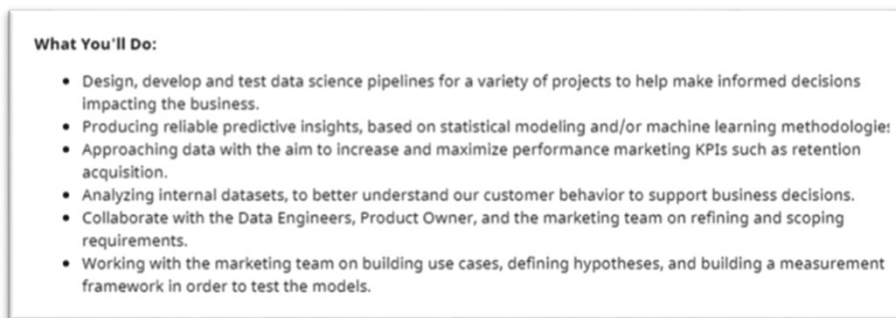 What You'll Do:
• Design, develop and test data science pipelines for a variety of projects to help make informed decisions
impacting the business.
• Producing reliable predictive insights, based on statistical modeling and/or machine learning methodologies
• Approaching data with the aim to increase and maximize performance marketing KPIs such as retention
acquisition.
• Analyzing internal datasets, to better understand our customer behavior to support business decisions.
• Collaborate with the Data Engineers, Product Owner, and the marketing team on refining and scoping
requirements.
• Working with the marketing team on building use cases, defining hypotheses, and building a measurement
framework in order to test the models.